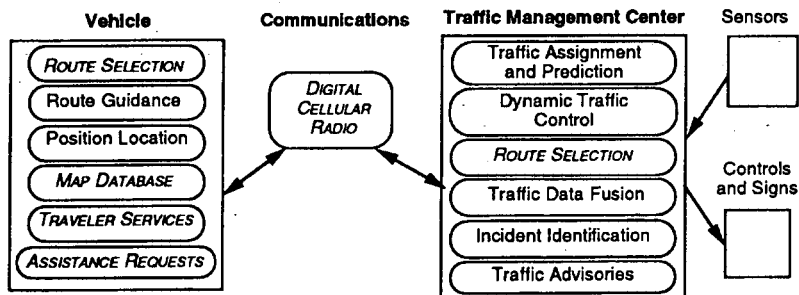 Vehicle
ROUTE SELECTION
Route Guidance
Position Location
MAP DATABASE
TRAVELER SERVICES
ASSISTANCE REQUESTS
Communications
DIGITAL
CELLULAR
RADIO
Traffic Management Center
Traffic Assignment
and Prediction
Dynamic Traffic
Control
ROUTE SELECTION
Traffic Data Fusion
Incident Identification
Traffic Advisories
Sensors
Controls
and Signs